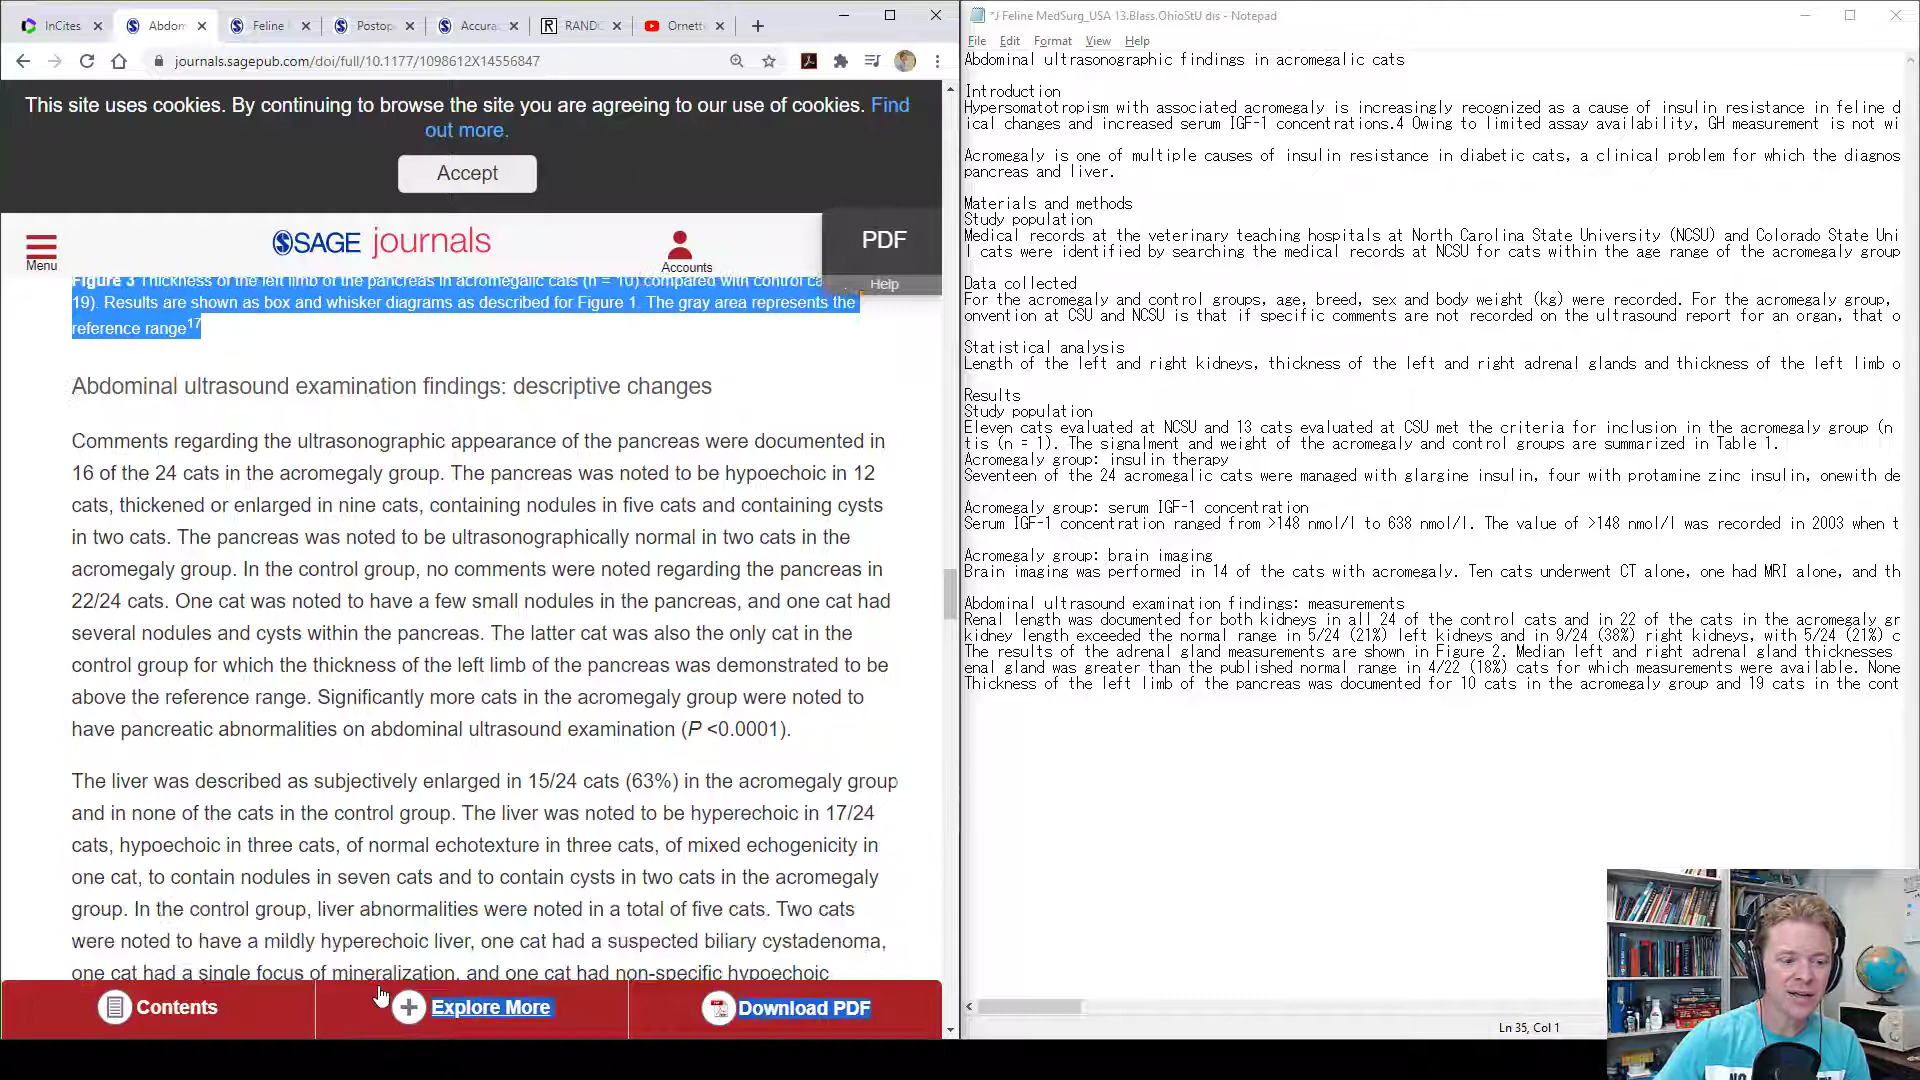 InCites
Abdom
Feline
Postop
Accura
RANDO
Ornett
journals.sagepub.com/doi/full/10.1177/1098612X14556847
This site uses cookies. By continuing to browse the site you are agreeing to our use of cookies. Find
out more.
Accept
Menu
SAGE journals
Accounts
PDF
Help
Figure 3 Thickness of the left limb of the pancreas in acromegalic cats (n = 10) compared with control ca
19). Results are shown as box and whisker diagrams as described for Figure 1. The gray area represents the
reference range17
Abdominal ultrasound examination findings: descriptive changes
Comments regarding the ultrasonographic appearance of the pancreas were documented in
16 of the 24 cats in the acromegaly group. The pancreas was noted to be hypoechoic in 12
cats, thickened or enlarged in nine cats, containing nodules in five cats and containing cysts
in two cats. The pancreas was noted to be ultrasonographically normal in two cats in the
acromegaly group. In the control group, no comments were noted regarding the pancreas in
22/24 cats. One cat was noted to have a few small nodules in the pancreas, and one cat had
several nodules and cysts within the pancreas. The latter cat was also the only cat in the
control group for which the thickness of the left limb of the pancreas was demonstrated to be
above the reference range. Significantly more cats in the acromegaly group were noted to
have pancreatic abnormalities on abdominal ultrasound examination (P <0.0001).
The liver was described as subjectively enlarged in 15/24 cats (63%) in the acromegaly group
and in none of the cats in the control group. The liver was noted to be hyperechoic in 17/24
cats, hypoechoic in three cats, of normal echotexture in three cats, of mixed echogenicity in
one cat, to contain nodules in seven cats and to contain cysts in two cats in the acromegaly
group. In the control group, liver abnormalities were noted in a total of five cats. Two cats
were noted to have a mildly hyperechoic liver, one cat had a suspected biliary cystadenoma,
one cat had a single focus of mineralization, and one cat had non-specific hypoechoic
Contents
Explore More
Download PDF
*J Feline MedSurg_USA 13.Blass.OhioStU dis - Notepad
File Edit Format View Help
Abdominal ultrasonographic findings in acromegalic cats
Introduction
Hypersomatotropism with associated acromegaly is increasingly recognized as a cause of insulin resistance in feline d
ical changes and increased serum IGF-1 concentrations.4 Owing to limited assay availability, GH measurement is not wi
Acromegaly is one of multiple causes of insulin resistance in diabetic cats, a clinical problem for which the diagnos
pancreas and liver.
Materials and methods
Study population
Medical records at the veterinary teaching hospitals at North Carolina State University (NCSU) and Colorado State Uni
l cats were identified by searching the medical records at NCSU for cats within the age range of the acromegaly group
Data collected
For the acromegaly and control groups, age, breed, sex and body weight (kg) were recorded. For the acromegaly group,
onvention at CSU and NCSU is that if specific comments are not recorded on the ultrasound report for an organ, that o
Statistical analysis
Length of the left and right kidneys, thickness of the left and right adrenal glands and thickness of the left limb o
Results
Study population
Eleven cats evaluated at NCSU and 13 cats evaluated at CSU met the criteria for inclusion in the acromegaly group (n
tis (n = 1). The signalment and weight of the acromegaly and control groups are summarized in Table 1.
Acromegaly group: insulin therapy
Seventeen of the 24 acromegalic cats were managed with glargine insulin, four with protamine zinc insulin, onewith de
Acromegaly group: serum IGF-1 concentration
Serum IGF-1 concentration ranged from >148 nmol/l to 638 nmol/l. The value of >148 nmol/l was recorded in 2003 when t
Acromegaly group: brain imaging
Brain imaging was performed in 14 of the cats with acromegaly. Ten cats underwent CT alone, one had MRI alone, and th
Abdominal ultrasound examination findings: measurements
Renal length was documented for both kidneys in all 24 of the control cats and in 22 of the cats in the acromegaly gr
kidney length exceeded the normal range in 5/24 (21%) left kidneys and in 9/24 (38%) right kidneys, with 5/24 (21%) c
The results of the adrenal gland measurements are shown in Figure 2. Median left and right adrenal gland thicknesses
enal gland was greater than the published normal range in 4/22 (18%) cats for which measurements were available. None
Thickness of the left limb of the pancreas was documented for 10 cats in the acromegaly group and 19 cats in the cont
Ln 35, Col 1